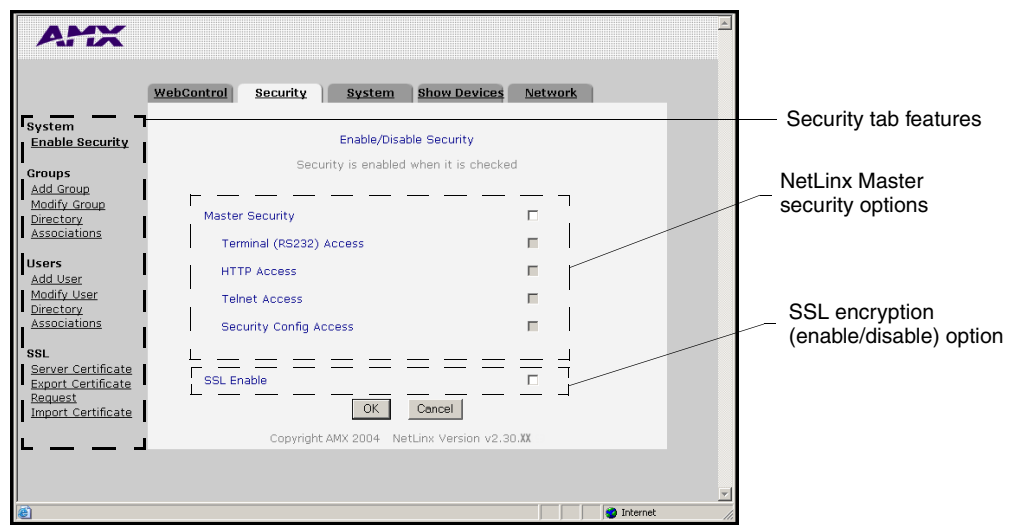 AMX
WebControl
Security
System
Show Devices
Network
System
Enable Security
Groups
Add Group
Modify Group
Directory
Associations
Users
Add User
Modify User
Directory
Associations
SSL
Server Certificate
Export Certificate
Request
Import Certificate
Enable/Disable Security
Security is enabled when it is checked
Master Security
Terminal (RS232) Access
HTTP Access
Telnet Access
Security Config Access
SSL Enable
OK
Cancel
Copyright AMX 2004 NetLinx Version v2.30.XX
Internet
Security tab features
NetLinx Master
security options
SSL encryption
(enable/disable) option